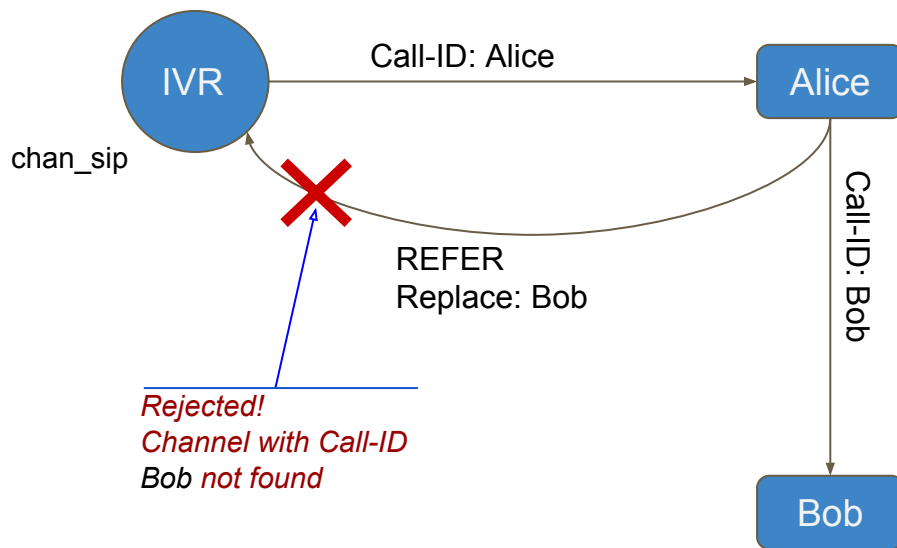 Call-ID: Alice
IVR
Alice
chan_sip
Call-ID: Bob
REFER
Replace: Bob
Rejected!
Channel with Call-ID
Bob not found
Bob